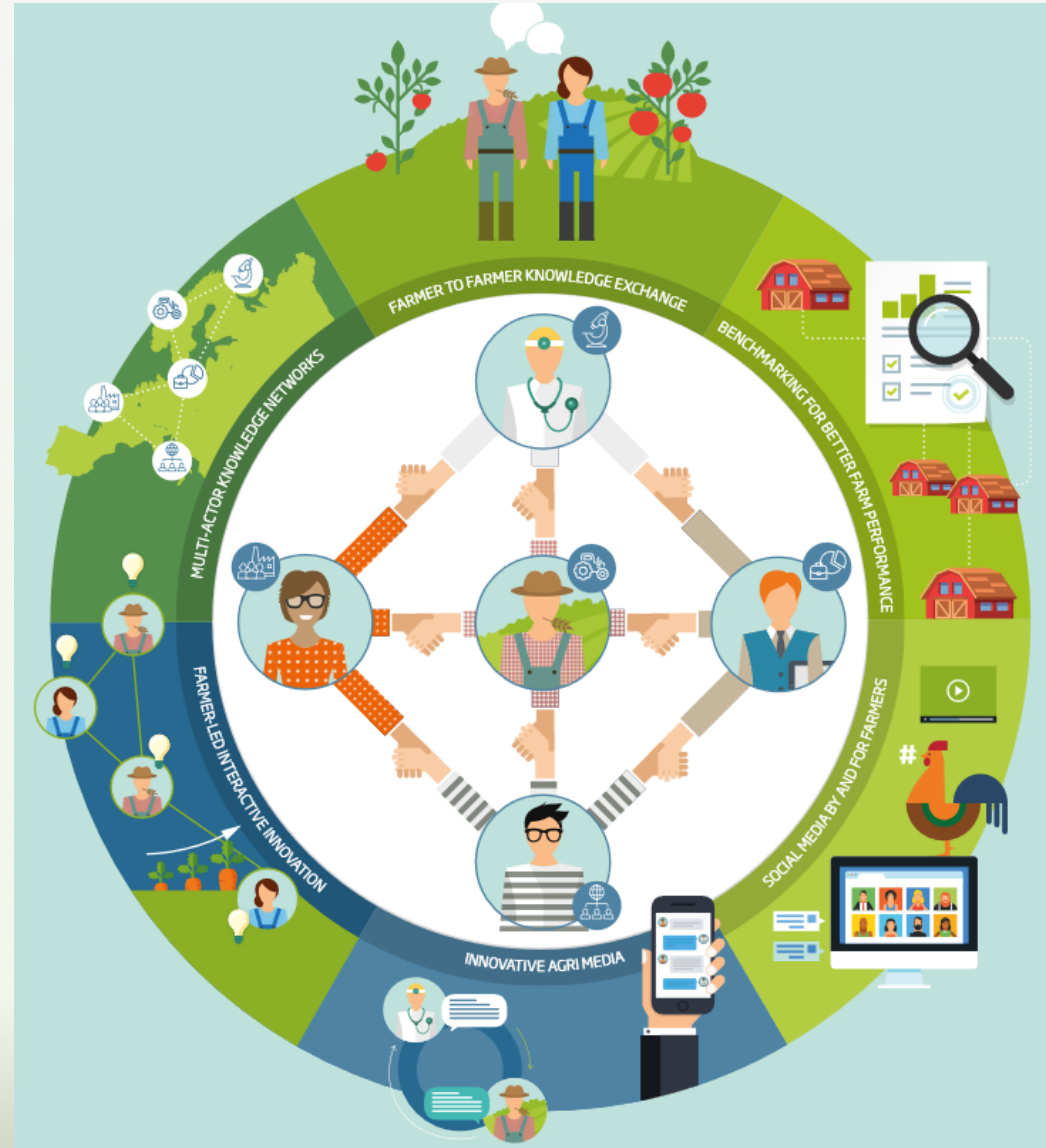 FARMER TO FARMER KNOWLEDGE EXCHANGE
BENCHMARKING FOR BETTER FARM PERFORMANCE
SOCIAL MEDIA BY AND FOR FARMERS
#
INNOVATIVE AGRI MEDIA
FARMER-LED INTERACTIVE INNOVATION
MULTI-ACTOR KNOWLEDGE NETWORKS